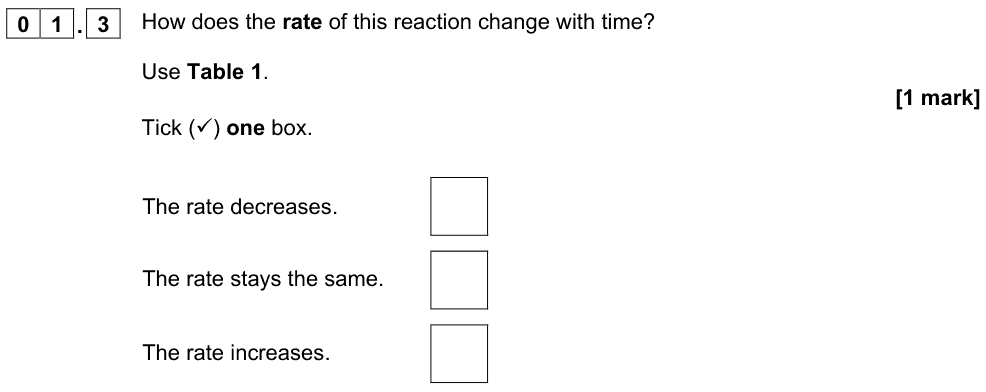 0 1 . 3 How does the rate of this reaction change with time?
Use Table 1.
[1 mark]
Tick (✓) one box.
The rate decreases.
The rate stays the same.
The rate increases.